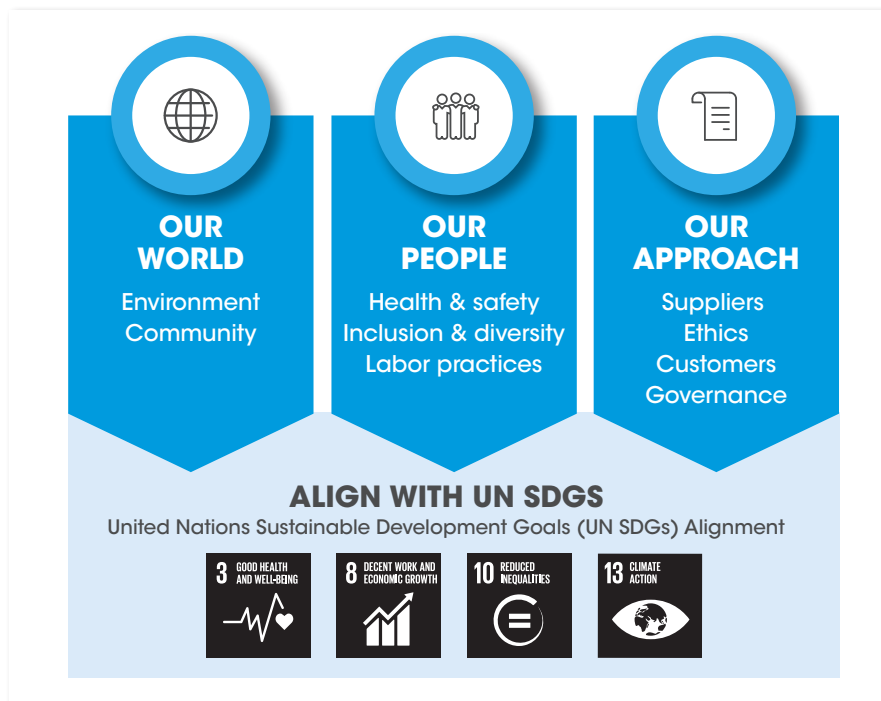 OUR
WORLD
Environment
Community
OUR
PEOPLE
Health & safety
Inclusion & diversity
Labor practices
OUR
APPROACH
Suppliers
Ethics
Customers
Governance
ALIGN WITH UN SDGS
United Nations Sustainable Development Goals (UN SDGs) Alignment
3 GOOD HEALTH
AND WELL-BEING
8 DECENT WORK AND
ECONOMIC GROWTH
10 REDUCED
INEQUALITIES
13 CLIMATE
ACTION